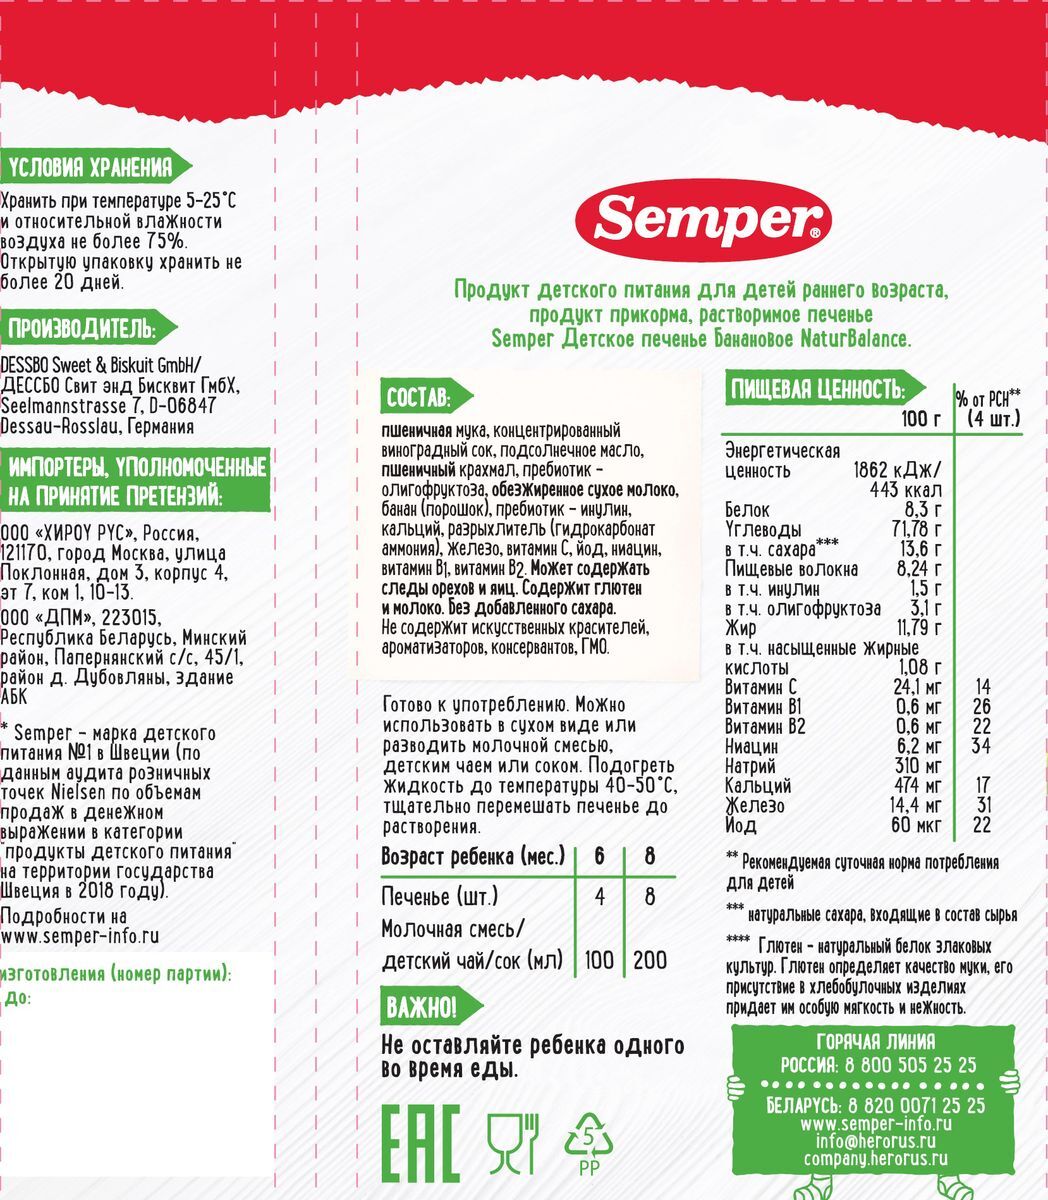 УСЛОВИЯ ХРАНЕНИЯ
Хранить при температуре 5-25°С
и относительной влажности
воздуха не более 75%.
Открытую упаковку хранить не
более 20 дней.
ПРОИЗВОДИТЕЛЬ:
DESSBO Sweet & Biskuit GmbH/
ДЕССБО Свит энд Бисквит ГмбХ,
Seelmannstrasse 7, D-06847
Dessau-Rosslau, Германия
ИМПОРТЕРЫ, УПОЛНОМОЧЕННЫЕ
НА ПРИНЯТИЕ ПРЕТЕНЗИЙ:
ООО «ХИРОУ РУС», Россия,
121170, город Москва, улица
Поклонная, дом 3, корпус 4,
эт 7, ком 1, 10-13.
ООО «ДПМ», 223015,
Республика Беларусь, Минский
район, Папернянский с/с, 45/1,
район д. Дубовляны, здание
АБК
* Semper - марка детского
питания №1 в Швеции (по
данным аудита розничных
точек Nielsen по объемам
продаж в денежном
выражении в категории
"продукты детского питания"
на территории государства
Швеция в 2018 году).
Подробности на
www.semper-info.ru
изготовления (номер партии):
до:
Semper®
Продукт детского питания для детей раннего возраста,
продукт прикорма, растворимое печенье
Semper Детское печенье Банановое NaturBalance.
СОСТАВ:
пшеничная мука, концентрированный
виноградный сок, подсолнечное масло,
пшеничный крахмал, пребиотик -
олигофруктоза, обезжиренное сухое молоко,
банан (порошок), пребиотик - инулин,
кальций, разрыхлитель (гидрокарбонат
аммония), железо, витамин С, йод, ниацин,
витамин В1, витамин В2. Может содержать
следы орехов и яиц. Содержит глютен
и молоко. Без добавленного сахара.
Не содержит искусственных красителей,
ароматизаторов, консервантов, ГМО.
Готово к употреблению. Можно
использовать в сухом виде или
разводить молочной смесью,
детским чаем или соком. Подогреть
жидкость до температуры 40-50°С,
тщательно перемешать печенье до
растворения.
Возраст ребенка (мес.) 6 8
Печенье (шт.) 4 8
Молочная смесь/
детский чай/сок (мл) 100 200
ВАЖНО!
Не оставляйте ребенка одного
во время еды.
EAC
5
PP
ПИЩЕВАЯ ЦЕННОСТЬ:
% от РСН**
100 г (4 шт.)
Энергетическая
ценность 1862 кДж/
443 ккал
Белок 8,3 г
Углеводы 71,78 г
в т.ч. сахара*** 13,6 г
Пищевые волокна 8,24 г
в т.ч. инулин 1,5 г
в т.ч. олигофруктоза 3,1 г
Жир 11,79 г
в т.ч. насыщенные жирные
кислоты 1,08 г
Витамин С 24,1 мг 14
Витамин В1 0,6 мг 26
Витамин В2 0,6 мг 22
Ниацин 6,2 мг 34
Натрий 310 мг
Кальций 474 мг 17
Железо 14,4 мг 31
Йод 60 мкг 22
** Рекомендуемая суточная норма потребления
для детей
*** натуральные сахара, входящие в состав сырья
**** Глютен - натуральный белок злаковых
культур. Глютен определяет качество муки, его
присутствие в хлебобулочных изделиях
придает им особую мягкость и нежность.
ГОРЯЧАЯ ЛИНИЯ
РОССИЯ: 8 800 505 25 25
БЕЛАРУСЬ: 8 820 0071 25 25
www.semper-info.ru
info@herorus.ru
company.herorus.ru